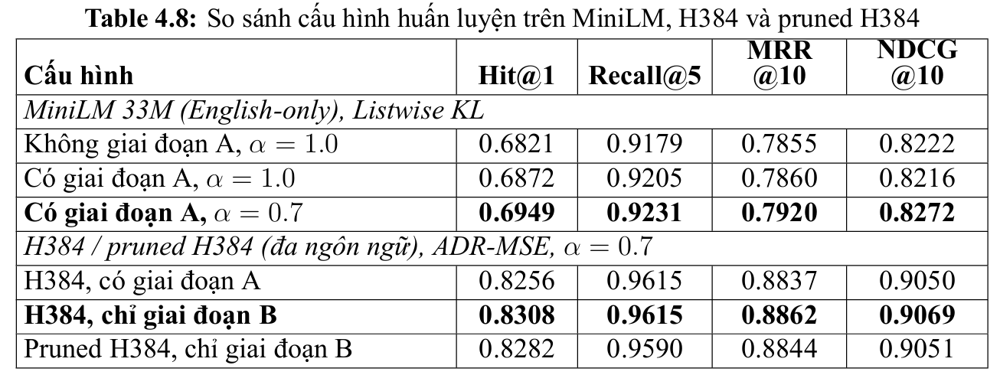 Table 4.8: So sánh cấu hình huấn luyện trên MiniLM, H384 và pruned H384
Cấu hình Hit@1 Recall@5 MRR @10 NDCG @10
MiniLM 33M (English-only), Listwise KL
Không giai đoạn A, α = 1.0 0.6821 0.9179 0.7855 0.8222
Có giai đoạn A, α = 1.0 0.6872 0.9205 0.7860 0.8216
Có giai đoạn A, α = 0.7 0.6949 0.9231 0.7920 0.8272
H384 / pruned H384 (đa ngôn ngữ), ADR-MSE, α = 0.7
H384, có giai đoạn A 0.8256 0.9615 0.8837 0.9050
H384, chỉ giai đoạn B 0.8308 0.9615 0.8862 0.9069
Pruned H384, chỉ giai đoạn B 0.8282 0.9590 0.8844 0.9051